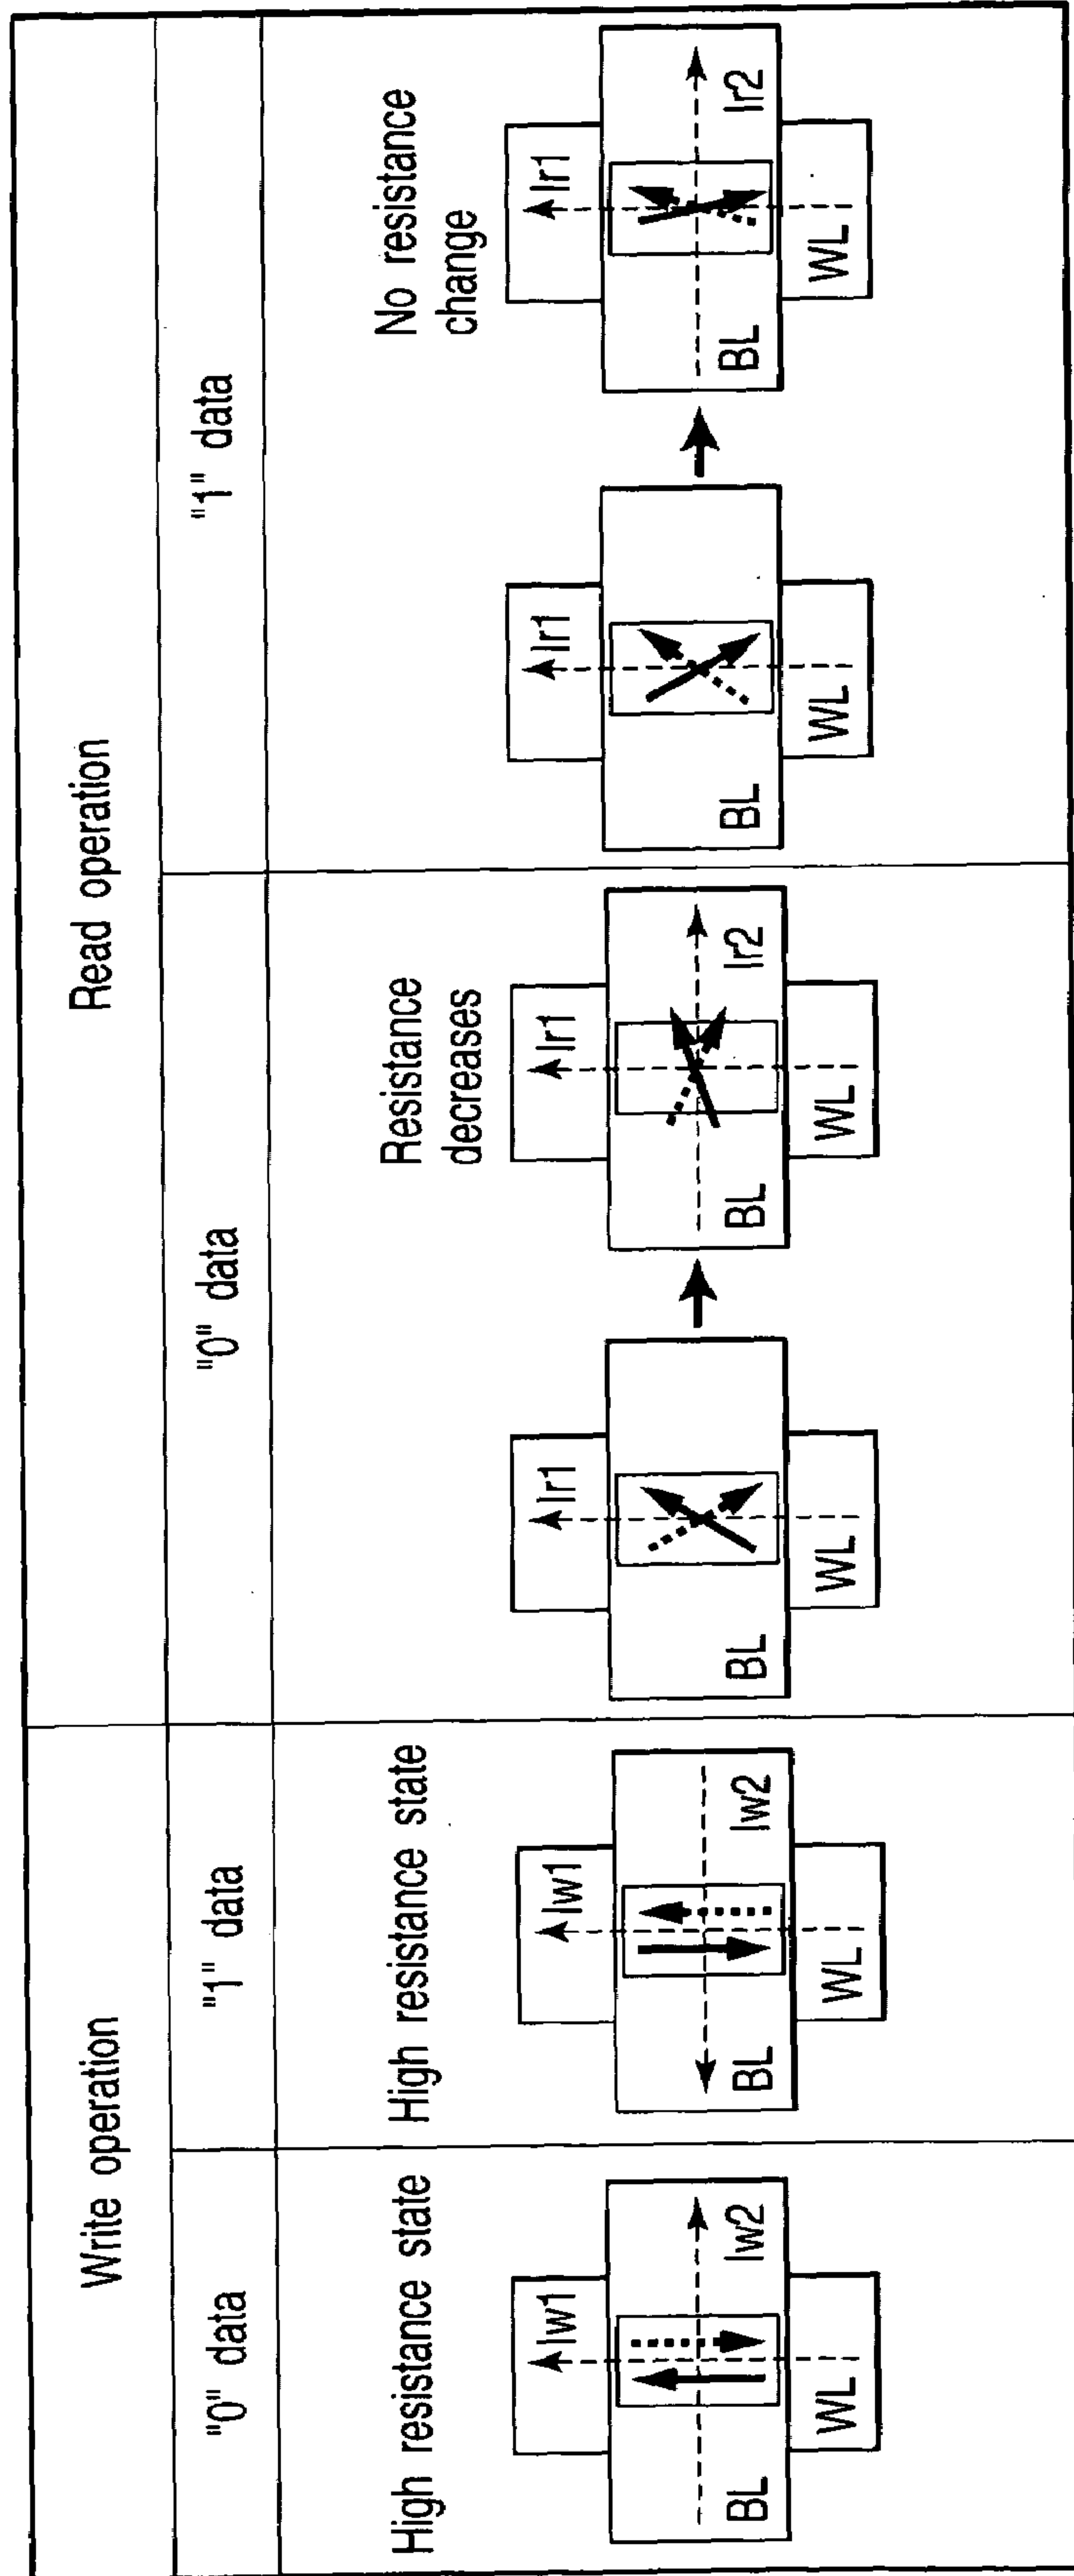 Write operation
Read operation
"0" data
"1" data
"0" data
"1" data
High resistance state
High resistance state
Resistance
decreases
No resistance
change
Iw1
Iw2
BL
WL
Iw1
Iw2
BL
WL
Ir1
BL
WL
Ir1
Ir2
BL
WL
Ir1
BL
WL
Ir1
Ir2
BL
WL